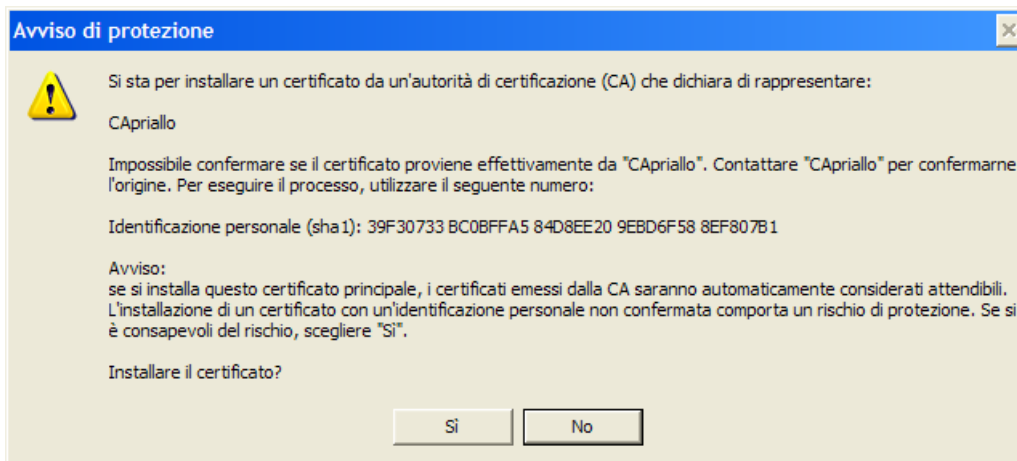 Avviso di protezione
Si sta per installare un certificato da un'autorità di certificazione (CA) che dichiara di rappresentare:
CApriallo
Impossibile confermare se il certificato proviene effettivamente da "CApriallo". Contattare "CApriallo" per confermarne
l'origine. Per eseguire il processo, utilizzare il seguente numero:
Identificazione personale (sha1): 39F30733 BC0BFFA5 84D8EE20 9EBD6F58 8EF807B1
Avviso:
se si installa questo certificato principale, i certificati emessi dalla CA saranno automaticamente considerati attendibili.
L'installazione di un certificato con un'identificazione personale non confermata comporta un rischio di protezione. Se si
è consapevoli del rischio, scegliere "Sì".
Installare il certificato?
Sì
No